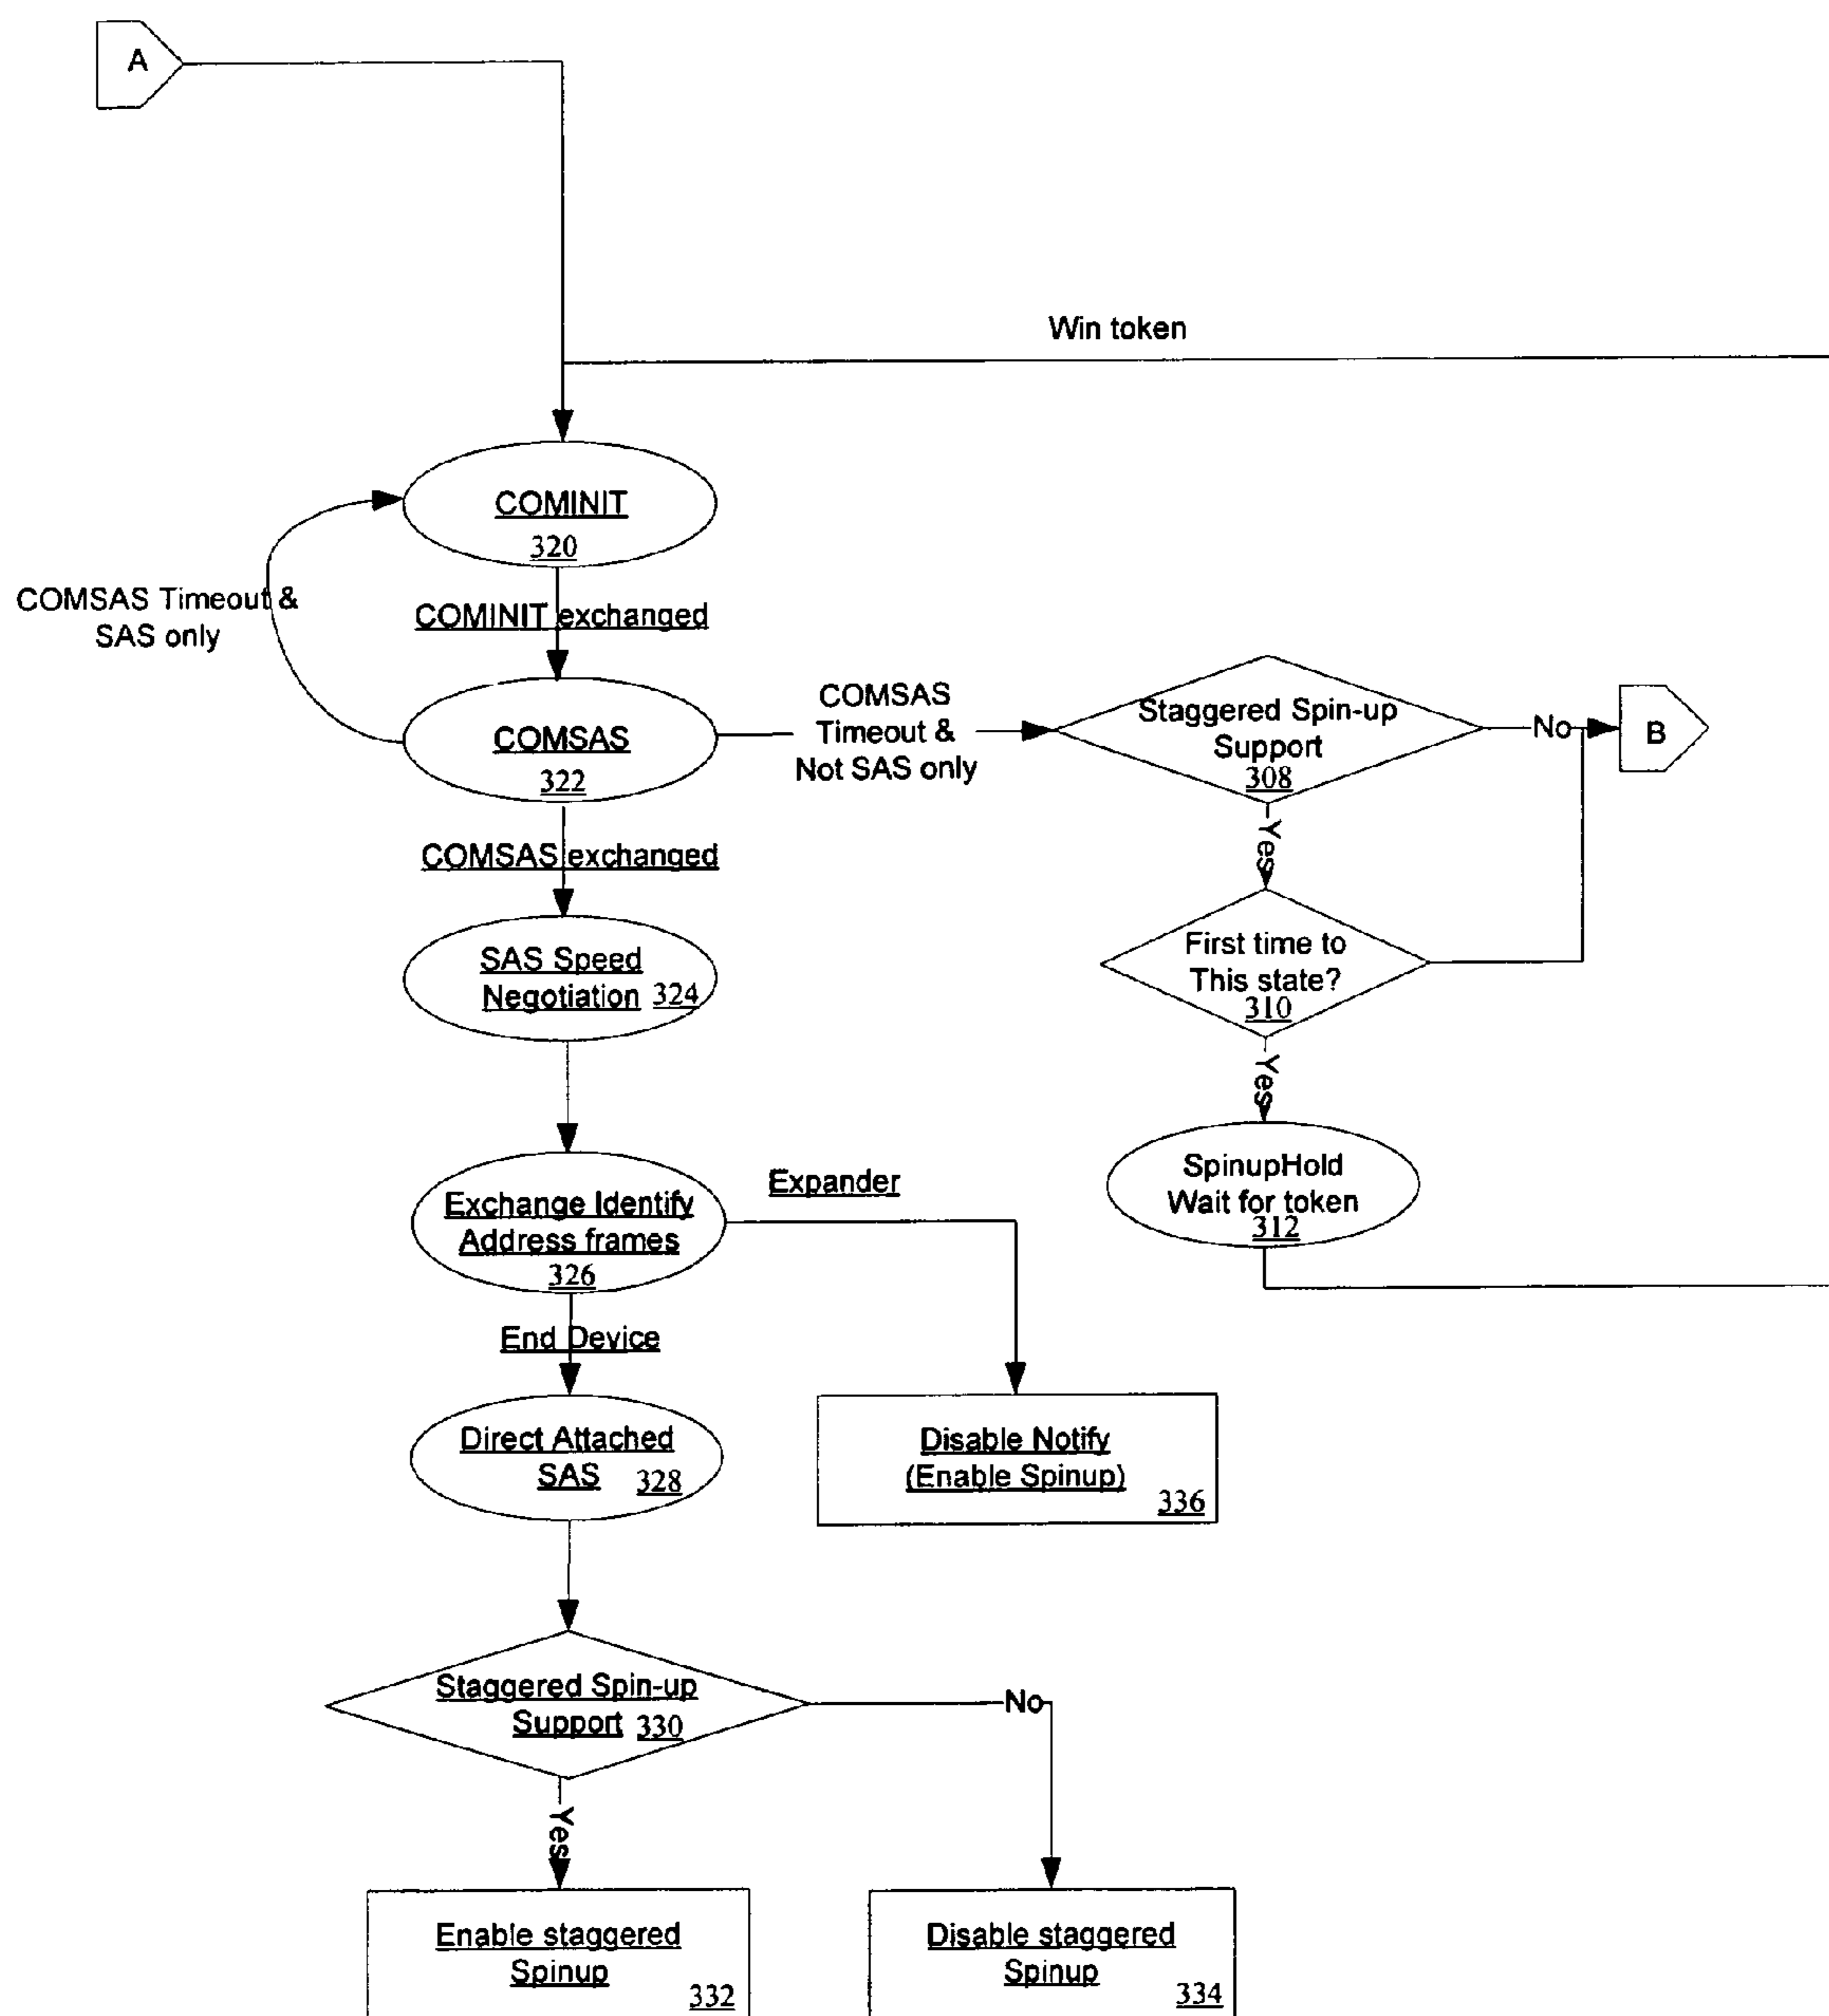 A
Win token
COMINIT
320
COMSAS Timeout &
SAS only
COMINIT exchanged
COMSAS
322
COMSAS
Timeout &
Not SAS only
Staggered Spin-up
Support
308
No
B
Yes
COMSAS exchanged
First time to
This state?
310
SAS Speed
Negotiation 324
Yes
SpinupHold
Wait for token
312
Exchange Identify
Address frames
326
Expander
End Device
Direct Attached
SAS 328
Disable Notify
(Enable Spinup)
336
Staggered Spin-up
Support 330
No
Yes
Enable staggered
Spinup
332
Disable staggered
Spinup
334